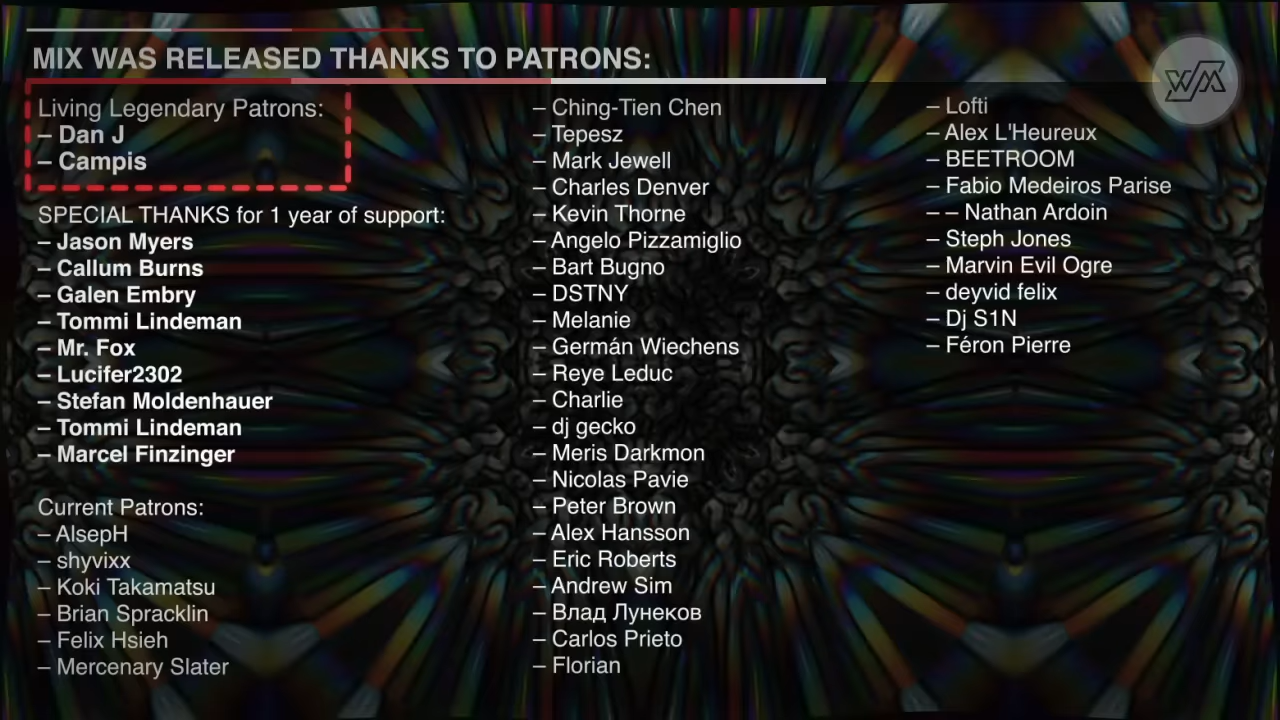 MIX WAS RELEASED THANKS TO PATRONS:
WM
Living Legendary Patrons:
– Dan J
– Campis
SPECIAL THANKS for 1 year of support:
– Jason Myers
– Callum Burns
– Galen Embry
– Tommi Lindeman
– Mr. Fox
– Lucifer2302
– Stefan Moldenhauer
– Tommi Lindeman
– Marcel Finzinger
Current Patrons:
– AlsepH
– shyvixx
– Koki Takamatsu
– Brian Spracklin
– Felix Hsieh
– Mercenary Slater
– Ching-Tien Chen
– Tepesz
– Mark Jewell
– Charles Denver
– Kevin Thorne
– Angelo Pizzamiglio
– Bart Bugno
– DSTNY
– Melanie
– Germán Wiechens
– Reye Leduc
– Charlie
– dj gecko
– Meris Darkmon
– Nicolas Pavie
– Peter Brown
– Alex Hansson
– Eric Roberts
– Andrew Sim
– Влад Лунеков
– Carlos Prieto
– Florian
– Lofti
– Alex L'Heureux
– BEETROOM
– Fabio Medeiros Parise
– – Nathan Ardoin
– Steph Jones
– Marvin Evil Ogre
– deyvid felix
– Dj S1N
– Féron Pierre